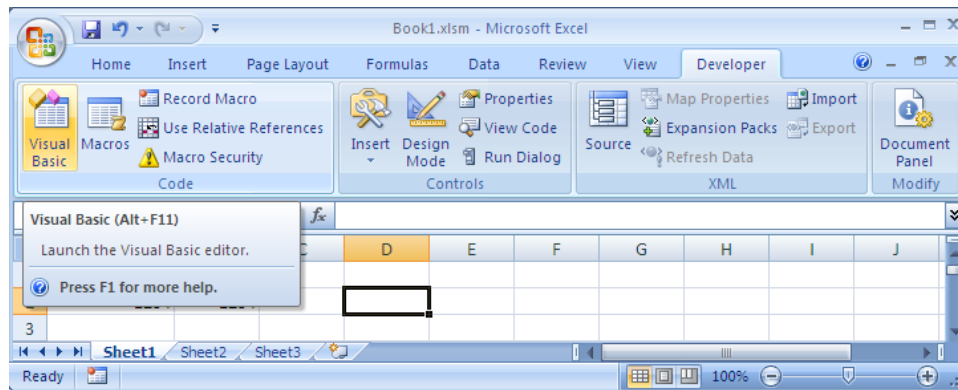 Book1.xlsm - Microsoft Excel
Home Insert Page Layout Formulas Data Review View Developer
Visual Basic
Macros
Record Macro
Use Relative References
Macro Security
Code
Insert
Design Mode
Properties
View Code
Run Dialog
Controls
Source
Map Properties
Expansion Packs
Refresh Data
Import
Export
XML
Document Panel
Modify
Visual Basic (Alt+F11)
Launch the Visual Basic editor.
Press F1 for more help.
fx
D E F G H I J
3
Sheet1 Sheet2 Sheet3
Ready
100%